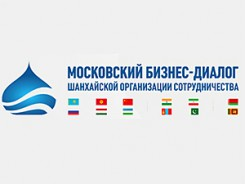 МОСКОВСКИЙ БИЗНЕС-ДИАЛОГ
ШАНХАЙСКОЙ ОРГАНИЗАЦИИ СОТРУДНИЧЕСТВА